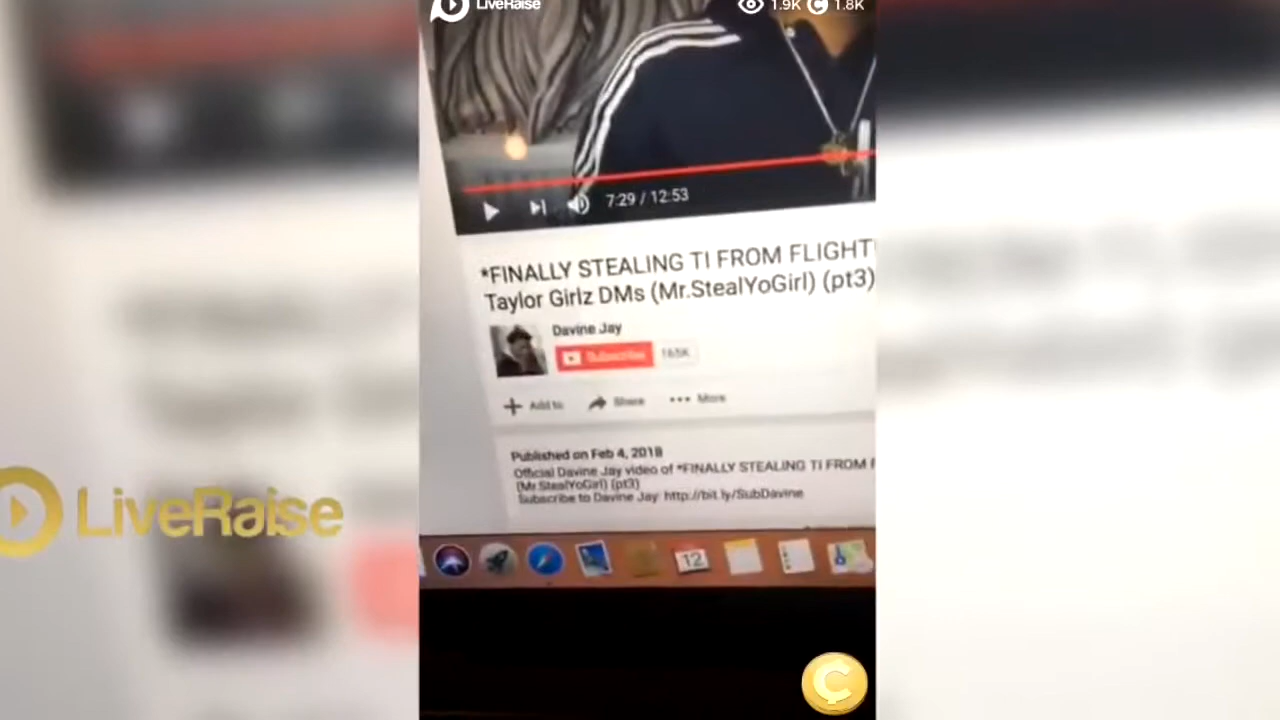 LiveRaise
1.9K
1.8K
7:29 / 12:53
*FINALLY STEALING TI FROM FLIGHT
Taylor Girlz DMs (Mr.StealYoGirl) (pt3)
Davine Jay
Subscribe 165K
Add to Share More
Published on Feb 4, 2018
Official Davine Jay video of *FINALLY STEALING TI FROM F
(Mr.StealYoGirl) (pt3)
Subscribe to Davine Jay: http://bit.ly/SubDavine
LiveRaise
12